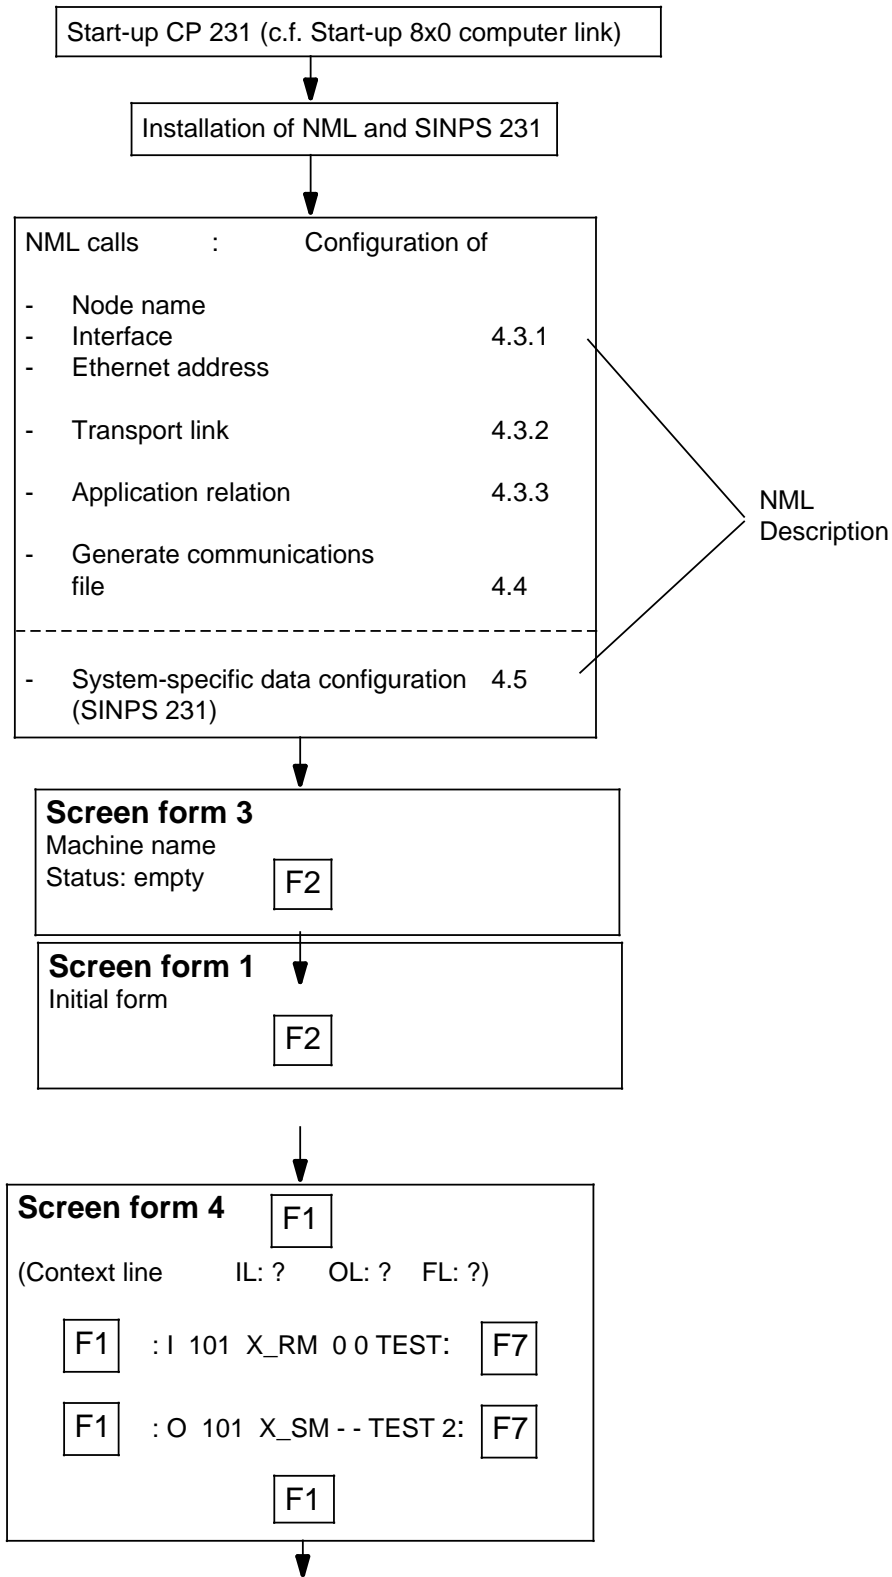 Start-up CP 231 (c.f. Start-up 8x0 computer link)
Installation of NML and SINPS 231
NML calls : Configuration of
- Node name
- Interface 4.3.1
- Ethernet address
- Transport link 4.3.2
- Application relation 4.3.3
- Generate communications
file 4.4
NML
Description
- System-specific data configuration 4.5
(SINPS 231)
Screen form 3
Machine name
Status: empty
F2
Screen form 1
Initial form
F2
Screen form 4
F1
(Context line IL: ? OL: ? FL: ?)
F1 : I 101 X_RM 0 0 TEST: F7
F1 : O 101 X_SM - - TEST 2: F7
F1